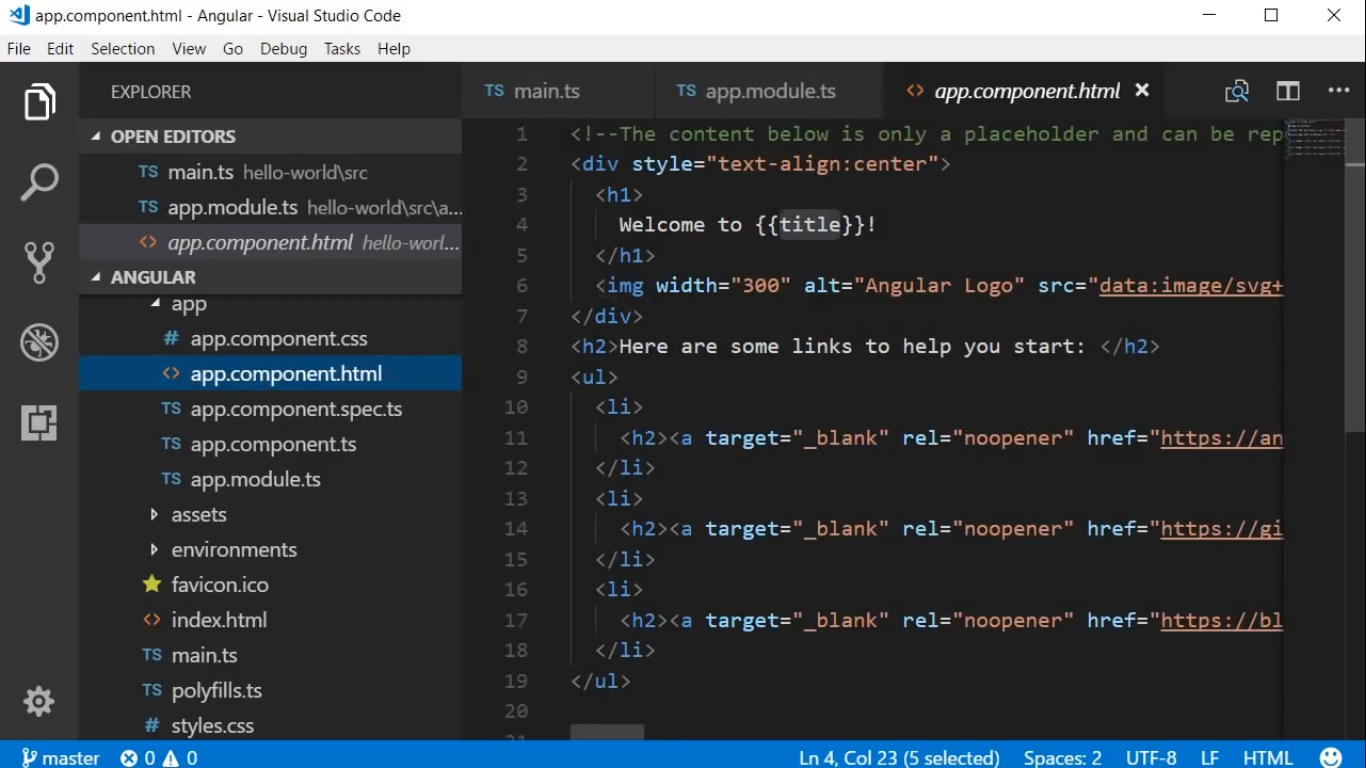 app.component.html - Angular - Visual Studio Code
File Edit Selection View Go Debug Tasks Help
EXPLORER
OPEN EDITORS
TS main.ts hello-world\src
TS app.module.ts hello-world\src\a...
<> app.component.html hello-worl...
ANGULAR
app
# app.component.css
<> app.component.html
TS app.component.spec.ts
TS app.component.ts
TS app.module.ts
assets
environments
favicon.ico
<> index.html
TS main.ts
TS polyfills.ts
# styles.css
TS main.ts TS app.module.ts <> app.component.html
1 <!--The content below is only a placeholder and can be rep
2 <div style="text-align:center">
3 <h1>
4 Welcome to {{title}}!
5 </h1>
6 <img width="300" alt="Angular Logo" src="data:image/svg+
7 </div>
8 <h2>Here are some links to help you start: </h2>
9 <ul>
10 <li>
11 <h2><a target="_blank" rel="noopener" href="https://an
12 </li>
13 <li>
14 <h2><a target="_blank" rel="noopener" href="https://gi
15 </li>
16 <li>
17 <h2><a target="_blank" rel="noopener" href="https://bl
18 </li>
19 </ul>
20
master 0 0 Ln 4, Col 23 (5 selected) Spaces: 2 UTF-8 LF HTML